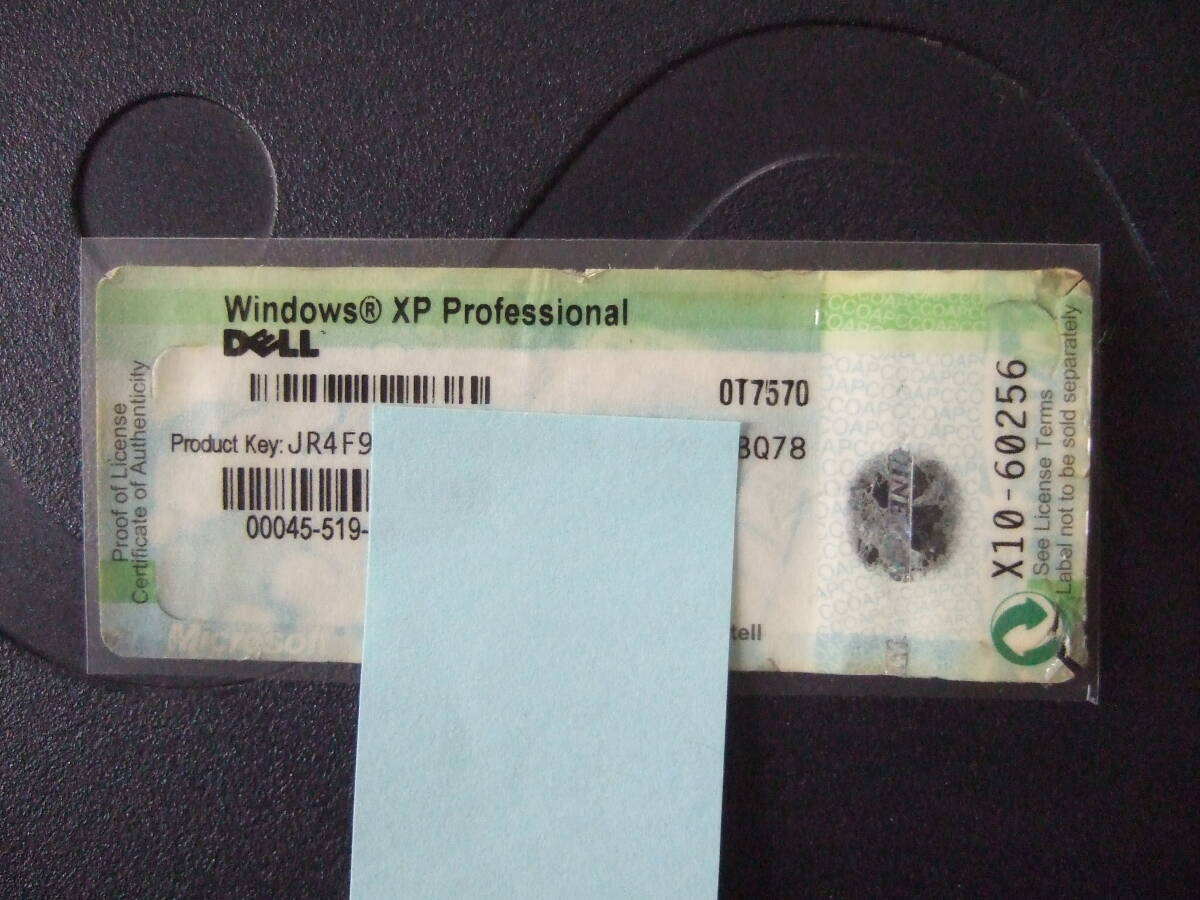 Windows® XP Professional
DELL
0T7570
Product Key: JR4F9
BQ78
00045-519-
Microsoft
tell
Proof of License
Certificate of Authenticity
X10-60256
See License Terms
Label not to be sold separately